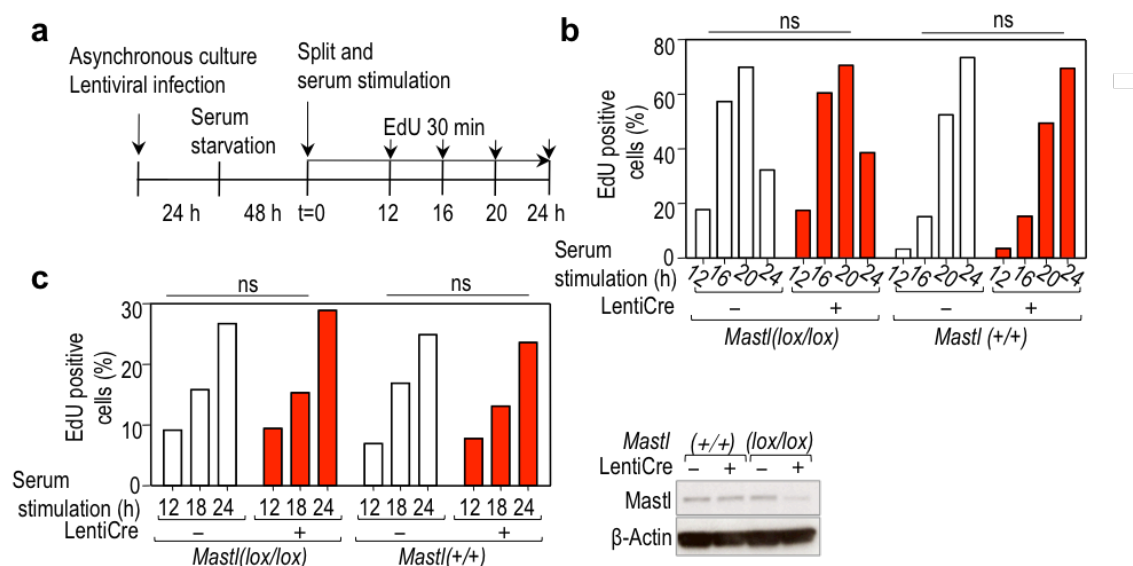 a
Asynchronous culture
Lentiviral infection
Split and
serum stimulation
Serum
starvation
EdU 30 min
24 h 48 h t=0 12 16 20 24 h
b
ns ns
EdU positive
cells (%)
80
60
40
20
0
Serum
stimulation (h)
12 16 20 24 12 16 20 24 12 16 20 24 12 16 20 24
LentiCre – + – +
Mastl(lox/lox) Mastl (+/+)
c
ns ns
EdU positive
cells (%)
30
20
10
0
Serum
stimulation (h)
12 18 24 12 18 24 12 18 24 12 18 24
LentiCre – + – +
Mastl(lox/lox) Mastl(+/+)
Mastl (+/+) (lox/lox)
LentiCre – + – +
Mastl
β-Actin